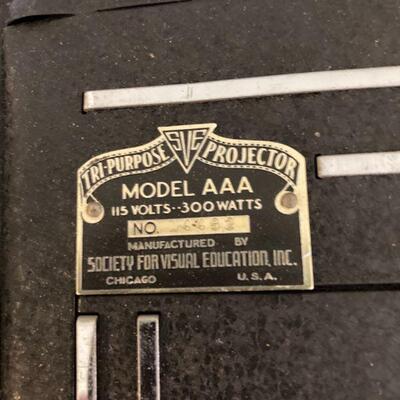 TRI-PURPOSE SVE PROJECTOR
MODEL AAA
115 VOLTS--300 WATTS
NO.
MANUFACTURED BY
SOCIETY FOR VISUAL EDUCATION, INC.
CHICAGO U.S.A.